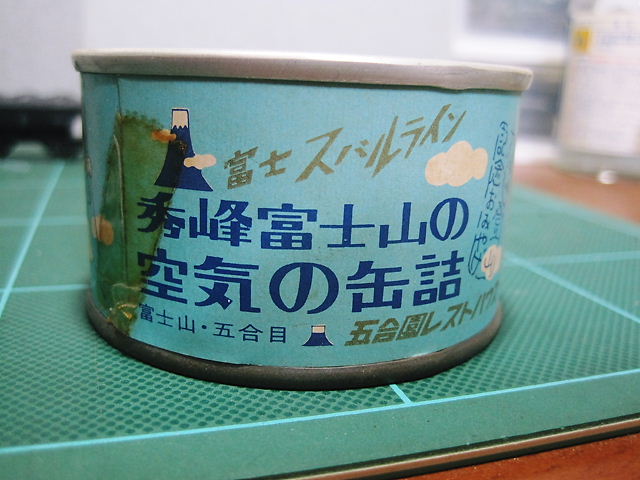 富士スバルライン
秀峰富士山の
空気の缶詰
富士山・五合目
五合園レストハウス